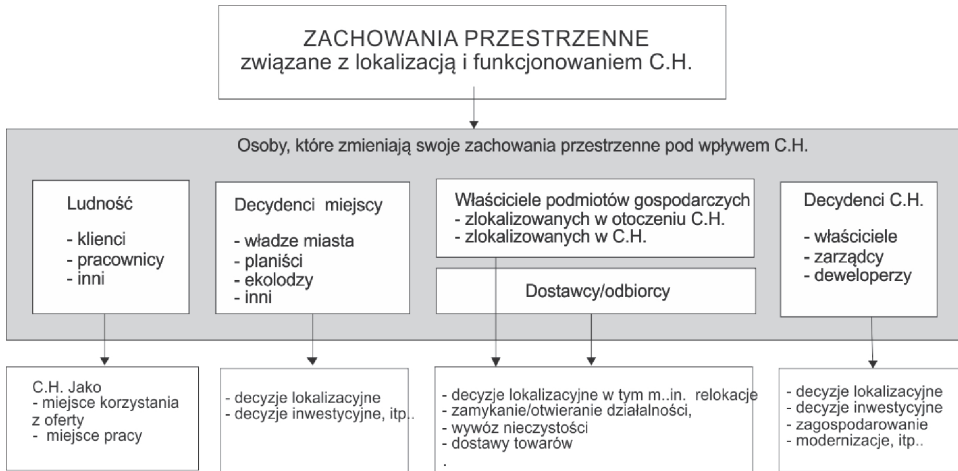 ZACHOWANIA PRZESTRZENNE
związane z lokalizacją i funkcjonowaniem C.H.
Osoby, które zmieniają swoje zachowania przestrzenne pod wpływem C.H.
Ludność
- klienci
- pracownicy
- inni
Decydenci miejscy
- władze miasta
- planiści
- ekolodzy
- inni
Właściciele podmiotów gospodarczych
- zlokalizowanych w otoczeniu C.H.
- zlokalizowanych w C.H.
Dostawcy/odbiorcy
Decydenci C.H.
- właściciele
- zarządcy
- deweloperzy
C.H. Jako
- miejsce korzystania
z oferty
- miejsce pracy
- decyzje lokalizacyjne
- decyzje inwestycyjne, itp..
- decyzje lokalizacyjne w tym m..in. relokacje
- zamykanie/otwieranie działalności,
- wywóz nieczystości
- dostawy towarów
.
- decyzje lokalizacyjne
- decyzje inwestycyjne
- zagospodarowanie
- modernizacje, itp..